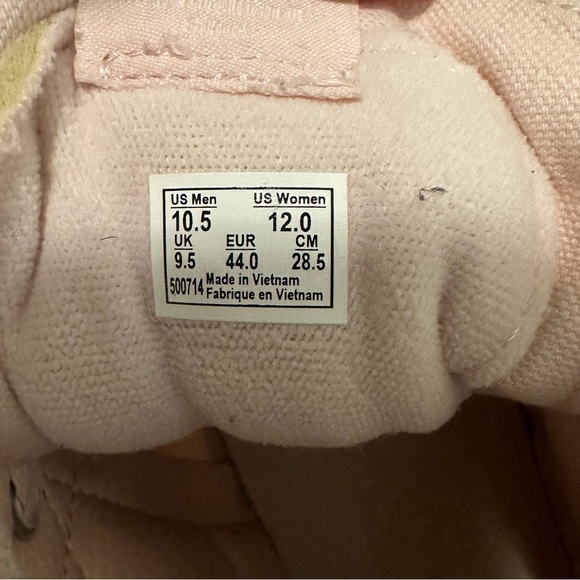 US Men US Women
10.5 12.0
UK EUR CM
9.5 44.0 28.5
500714 Made in Vietnam
Fabrique en Vietnam